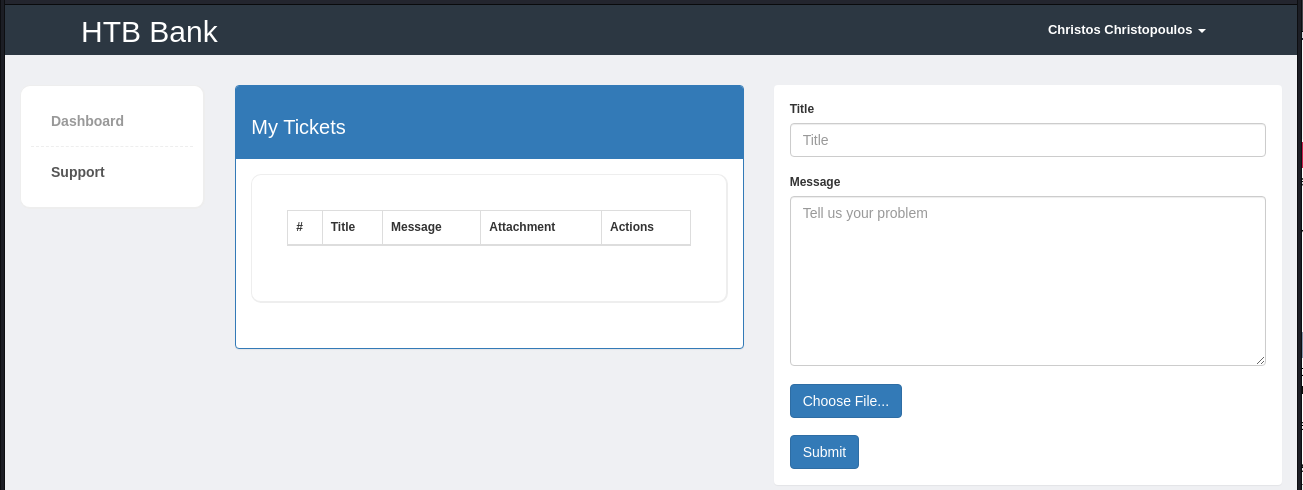 HTB Bank
Christos Christopoulos
Dashboard
Support
My Tickets
# Title Message Attachment Actions
Title
Title
Message
Tell us your problem
Choose File...
Submit